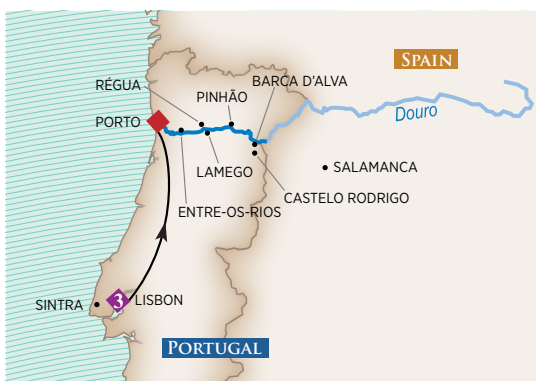 SPAIN
BARCA D'ALVA
RÉGUA
PINHÃO
Douro
PORTO
SALAMANCA
LAMEGO
CASTELO RODRIGO
ENTRE-OS-RIOS
3
LISBON
SINTRA
PORTUGAL